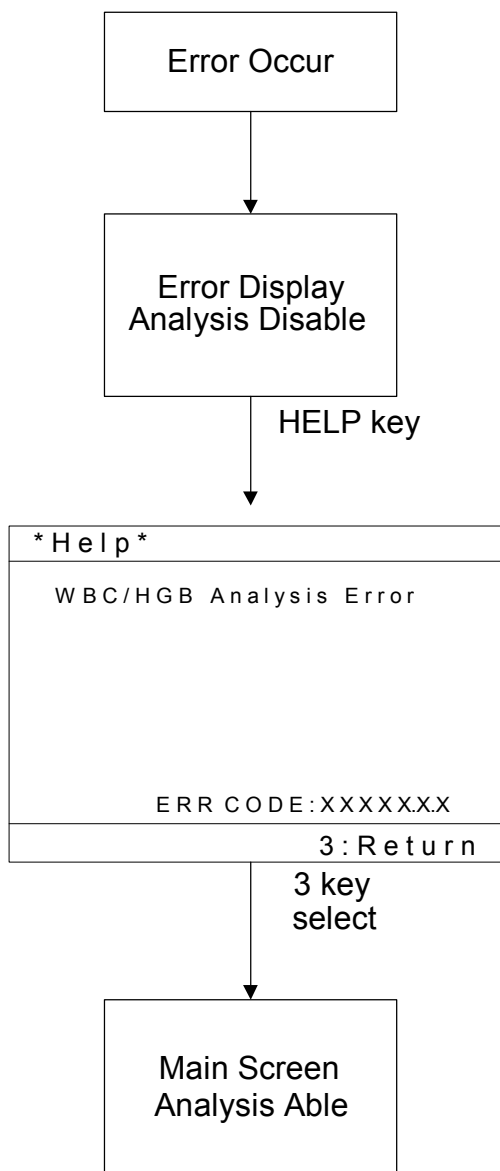 Error Occur
Error Display
Analysis Disable
HELP key
*Help*
WBC/HGB Analysis Error
ERR CODE:XXXXX.X.X
3:Return
3 key
select
Main Screen
Analysis Able